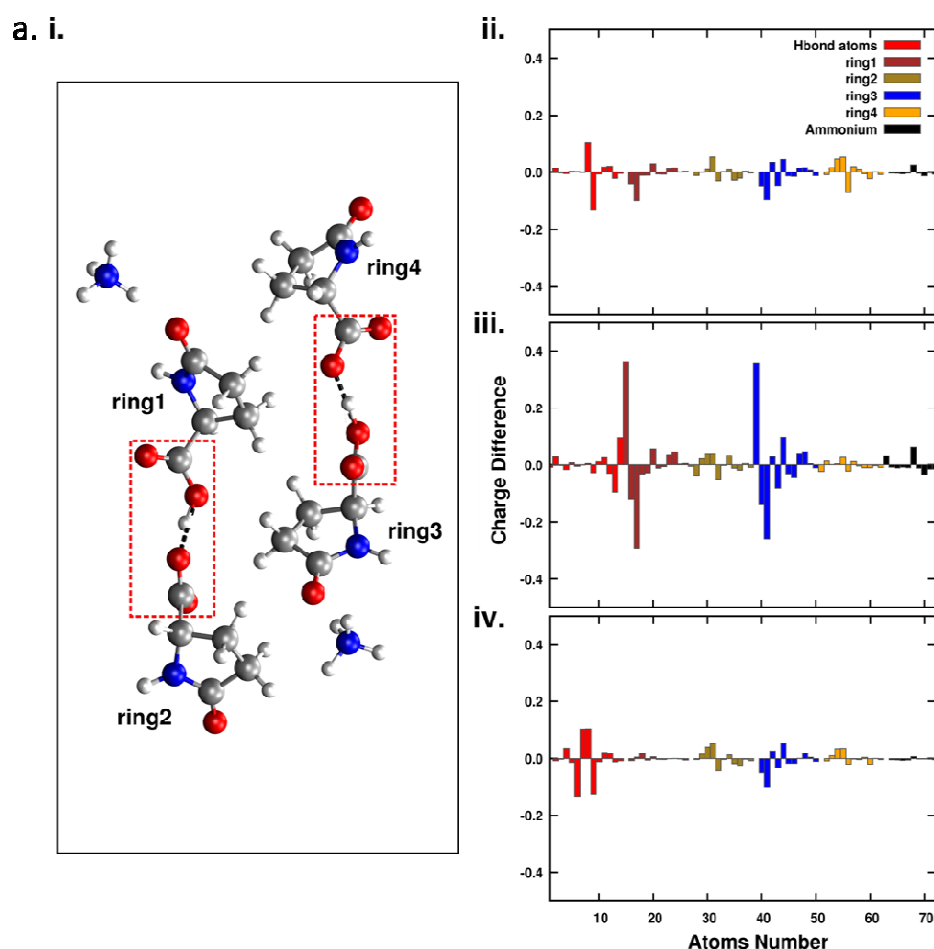 a. i.
ring4
ring1
ring3
ring2
ii.
0.4
0.2
0.0
-0.2
-0.4
Hbond atoms
ring1
ring2
ring3
ring4
Ammonium
iii.
0.4
0.2
0.0
-0.2
-0.4
Charge Difference
iv.
0.4
0.2
0.0
-0.2
-0.4
10 20 30 40 50 60 70
Atoms Number